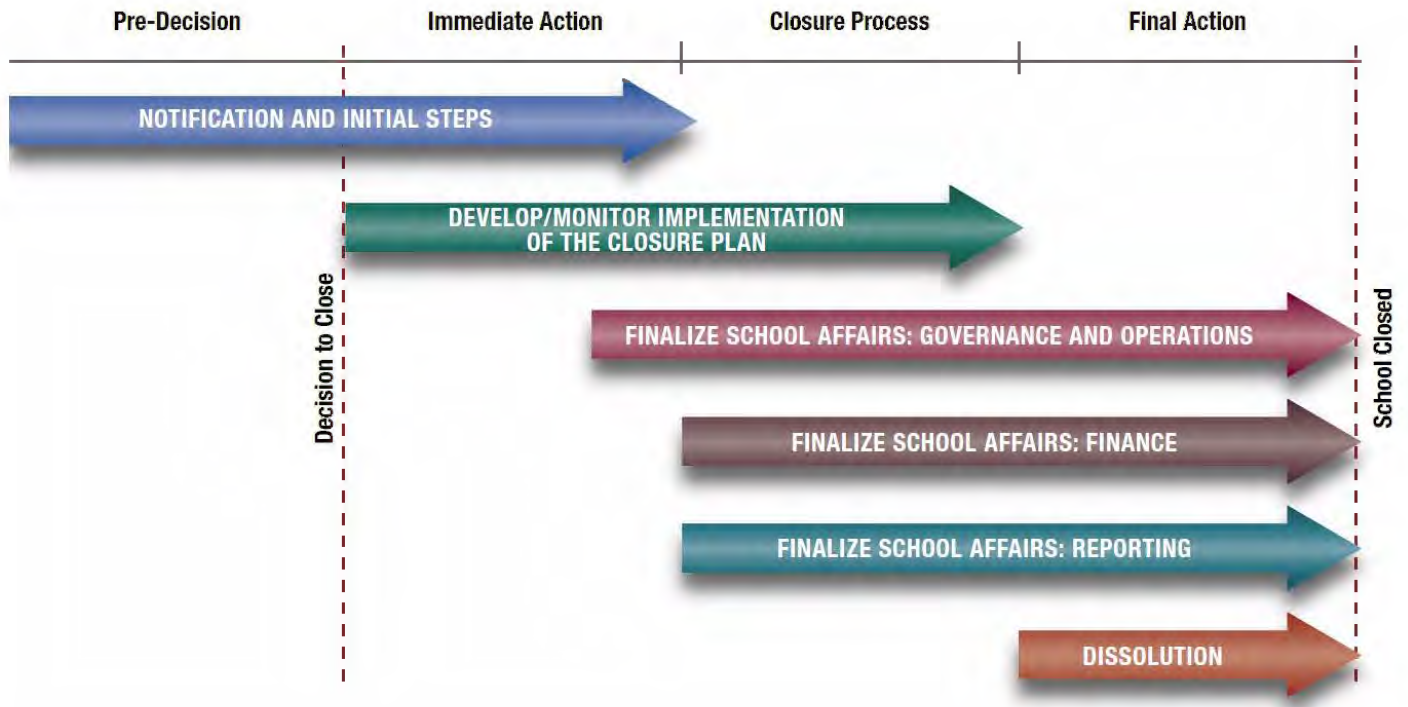 Pre-Decision
Immediate Action
Closure Process
Final Action
NOTIFICATION AND INITIAL STEPS
DEVELOP/MONITOR IMPLEMENTATION
OF THE CLOSURE PLAN
Decision to Close
FINALIZE SCHOOL AFFAIRS: GOVERNANCE AND OPERATIONS
School Closed
FINALIZE SCHOOL AFFAIRS: FINANCE
FINALIZE SCHOOL AFFAIRS: REPORTING
DISSOLUTION